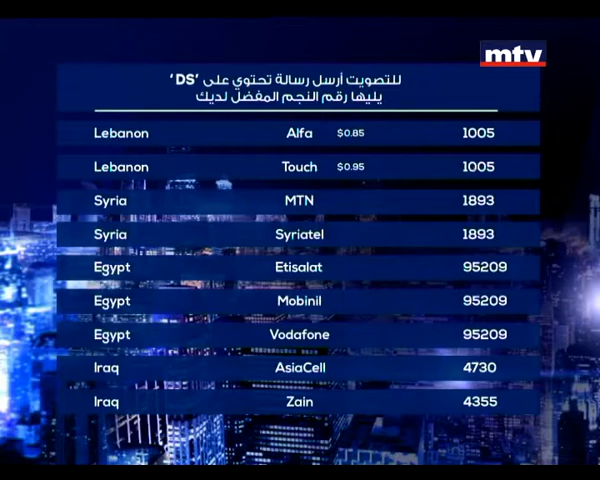 mtv
للتصويت أرسل رسالة تحتوي على ‘DS’
يليها رقم النجم المفضل لديك
Lebanon Alfa $0.85 1005
Lebanon Touch $0.95 1005
Syria MTN 1893
Syria Syriatel 1893
Egypt Etisalat 95209
Egypt Mobinil 95209
Egypt Vodafone 95209
Iraq AsiaCell 4730
Iraq Zain 4355